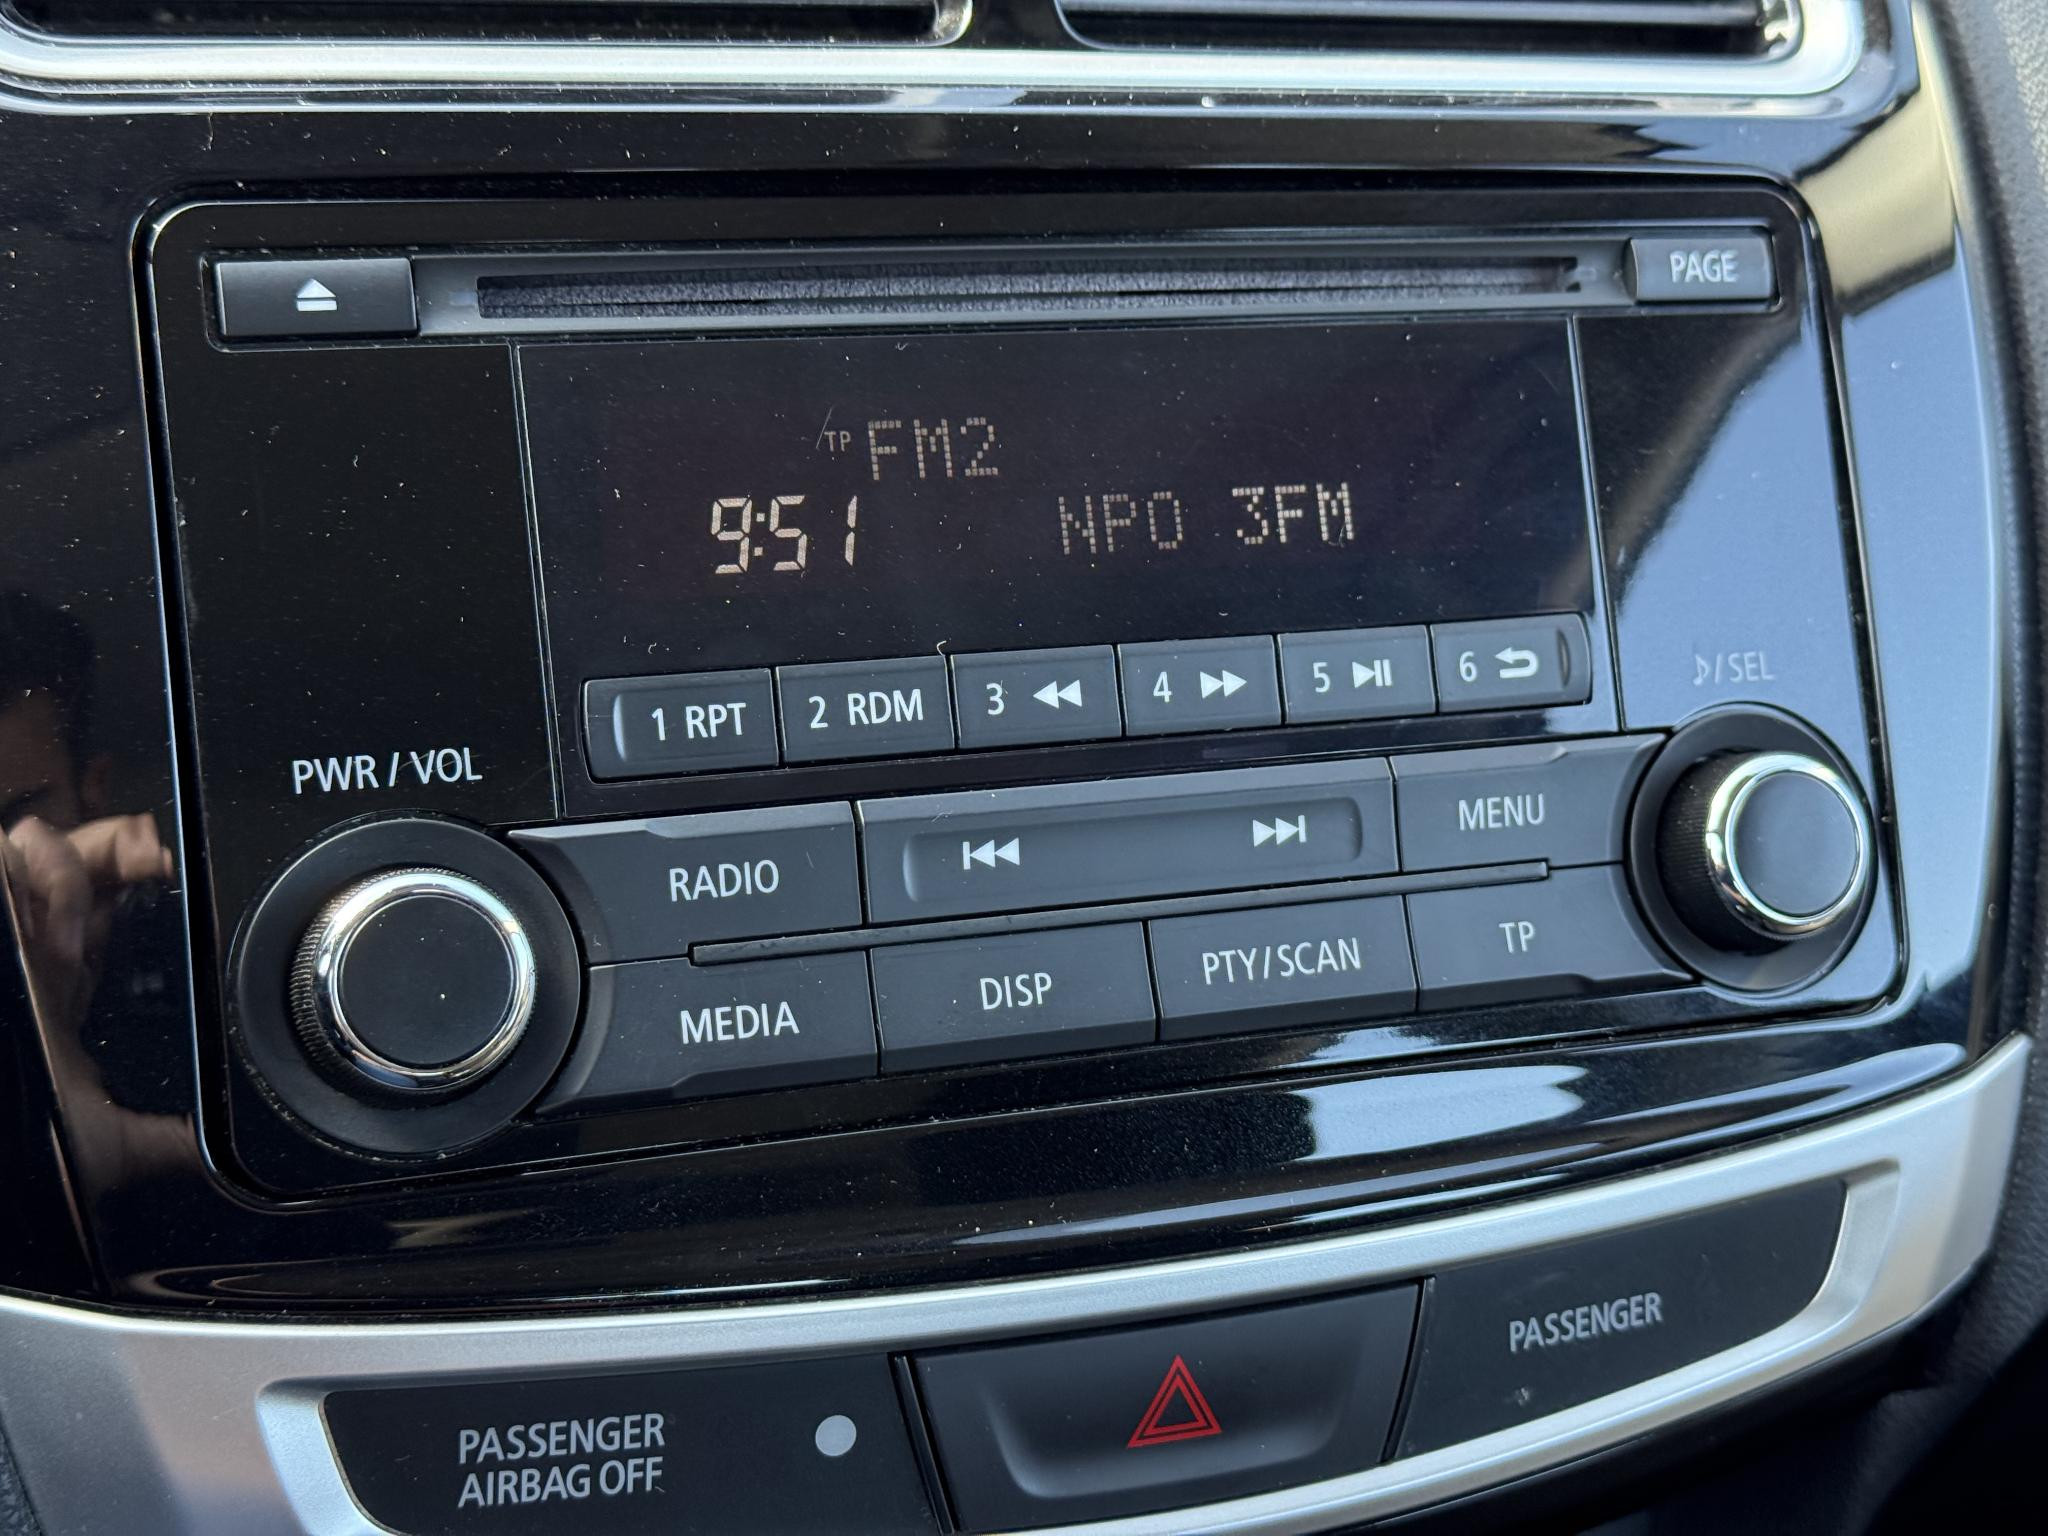 PAGE
TP FM2
9:51 NPO 3FM
1 RPT 2 RDM 3 4 5 6
/SEL
PWR / VOL
RADIO MENU
MEDIA DISP PTY/SCAN TP
PASSENGER
PASSENGER
AIRBAG OFF